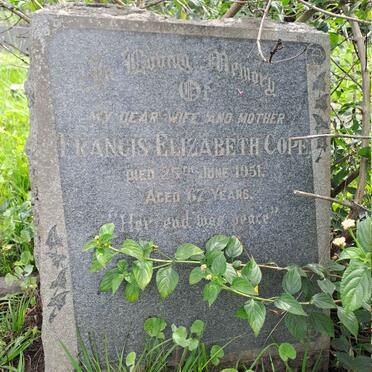 In Loving Memory
Of
MY DEAR WIFE AND MOTHER
FRANCIS ELIZABETH COPE
DIED 25TH JUNE 1951.
AGED 67 YEARS.
"Her end was peace"